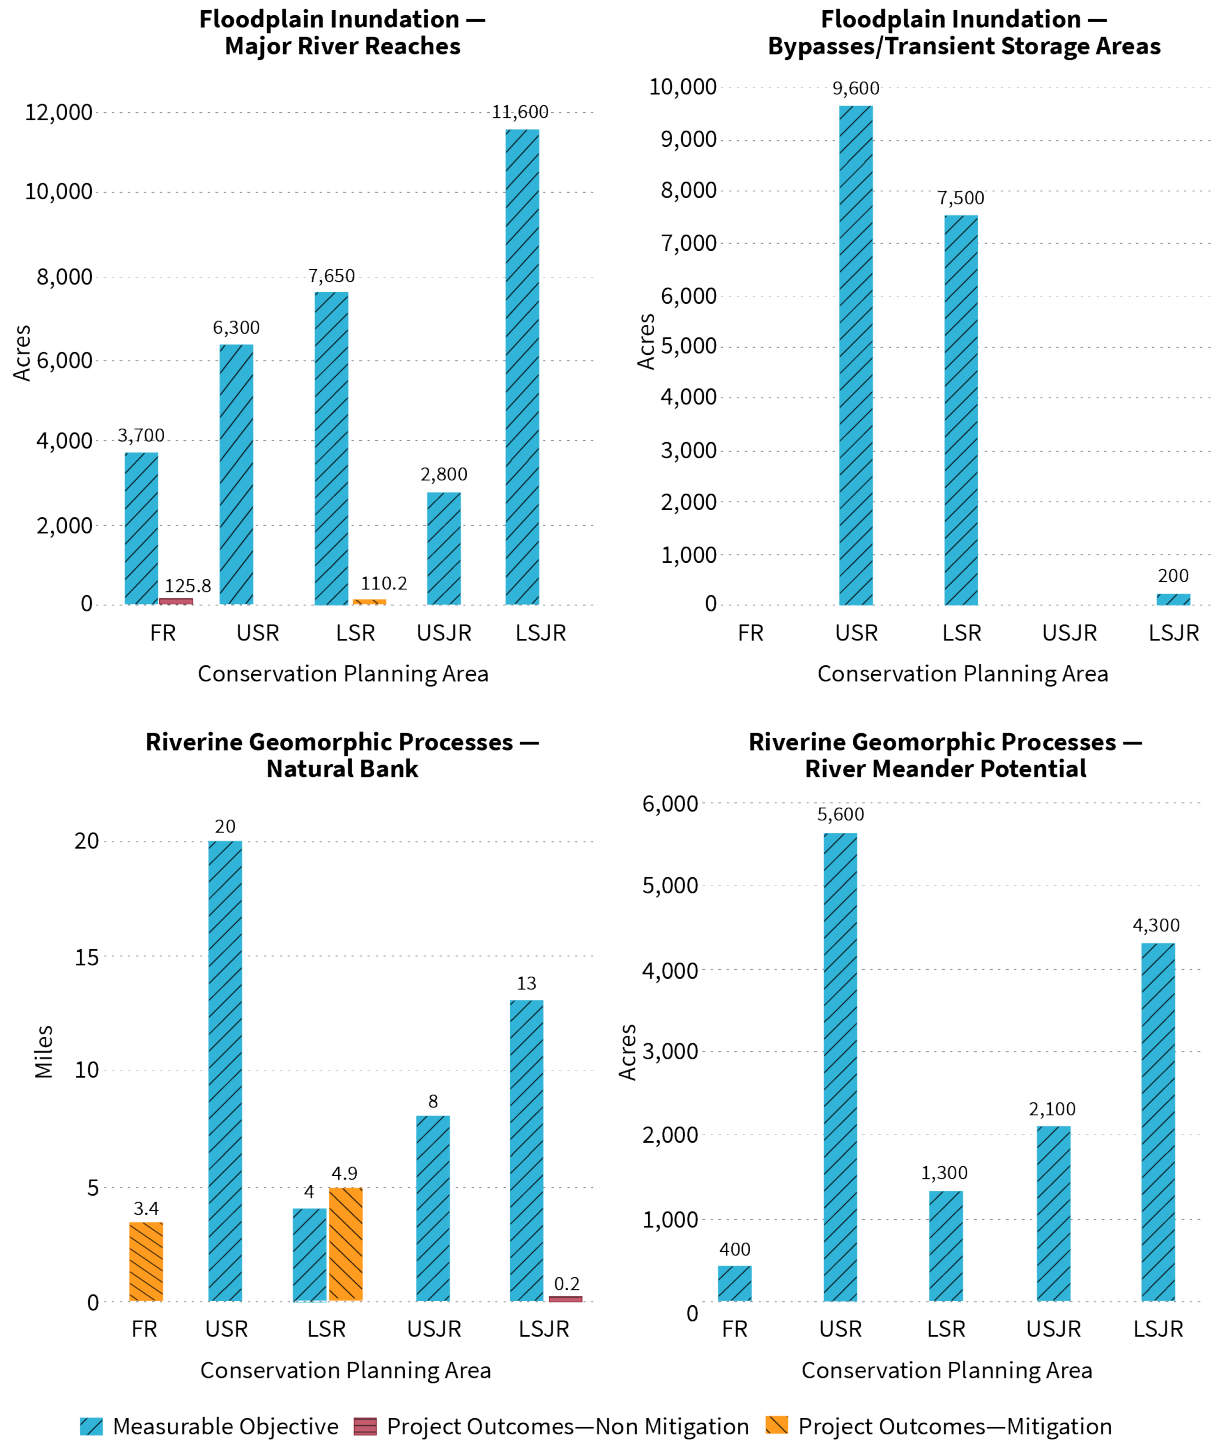 Floodplain Inundation —
Major River Reaches
12,000
10,000
8,000
6,000
4,000
2,000
0
Acres
3,700
125.8
6,300
7,650
110.2
2,800
11,600
FR USR LSR USJR LSJR
Conservation Planning Area
Floodplain Inundation —
Bypasses/Transient Storage Areas
10,000
9,000
8,000
7,000
6,000
5,000
4,000
3,000
2,000
1,000
0
Acres
9,600
7,500
200
FR USR LSR USJR LSJR
Conservation Planning Area
Riverine Geomorphic Processes —
Natural Bank
20
15
10
5
0
Miles
3.4
20
4
4.9
8
13
0.2
FR USR LSR USJR LSJR
Conservation Planning Area
Riverine Geomorphic Processes —
River Meander Potential
6,000
5,000
4,000
3,000
2,000
1,000
0
Acres
400
5,600
1,300
2,100
4,300
FR USR LSR USJR LSJR
Conservation Planning Area
Measurable Objective Project Outcomes—Non Mitigation Project Outcomes—Mitigation